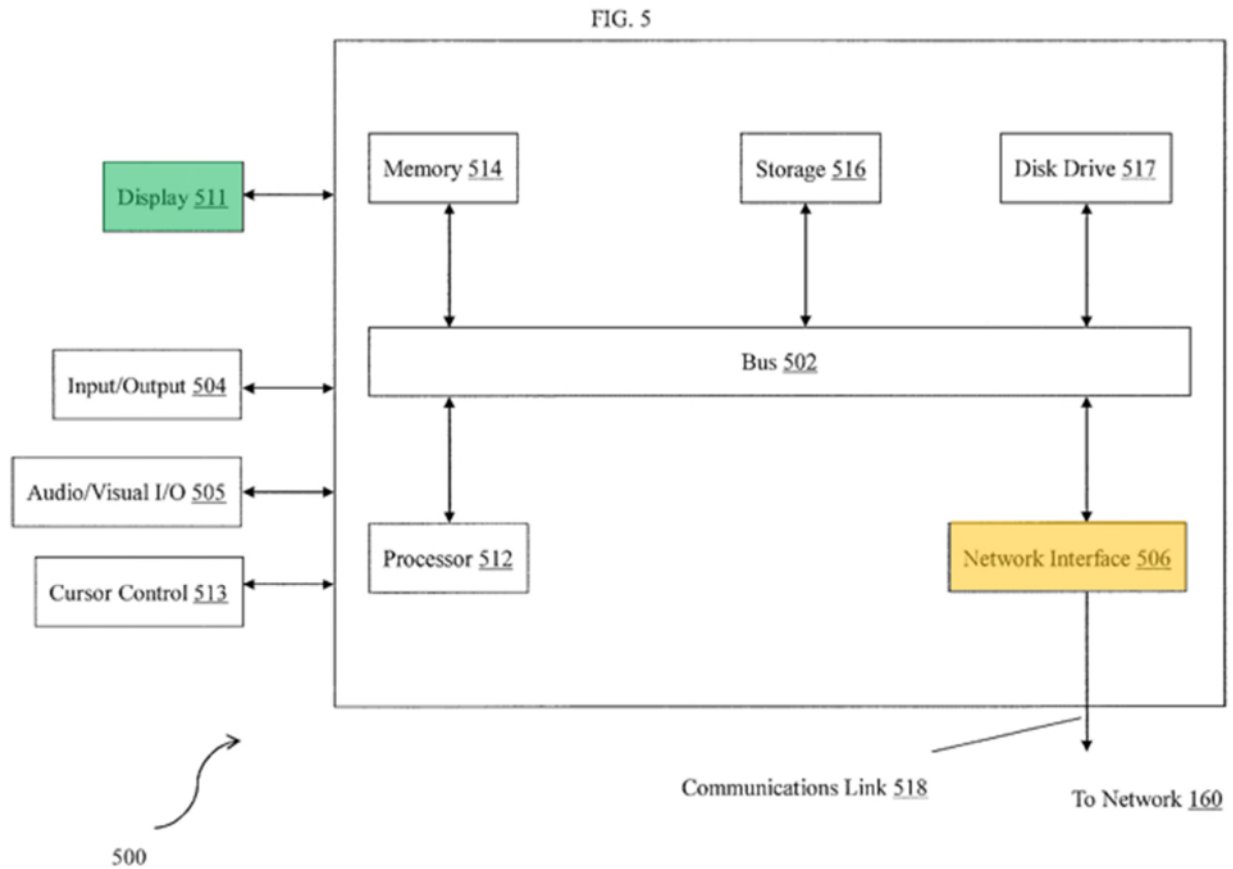 FIG. 5
Memory 514
Storage 516
Disk Drive 517
Display 511
Bus 502
Input/Output 504
Audio/Visual I/O 505
Processor 512
Network Interface 506
Cursor Control 513
Communications Link 518
To Network 160
500